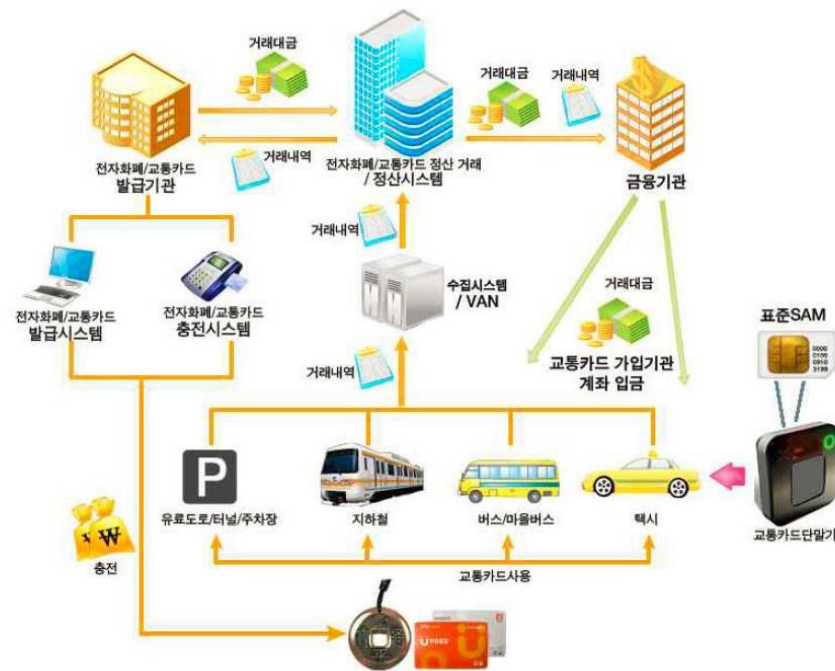 거래대금
거래대금
거래내역
거래내역
전자화폐/교통카드
발급기관
전자화폐/교통카드 정산 거래
/ 정산시스템
금융기관
거래내역
수집시스템
/ VAN
거래대금
전자화폐/교통카드
발급시스템
전자화폐/교통카드
충전시스템
표준SAM
0000
0100
0910
3199
교통카드 가입기관
계좌 입금
거래내역
P
유료도로/터널/주차장
지하철
버스/마을버스
택시
교통카드단말기
₩
충전
교통카드사용
U PASS